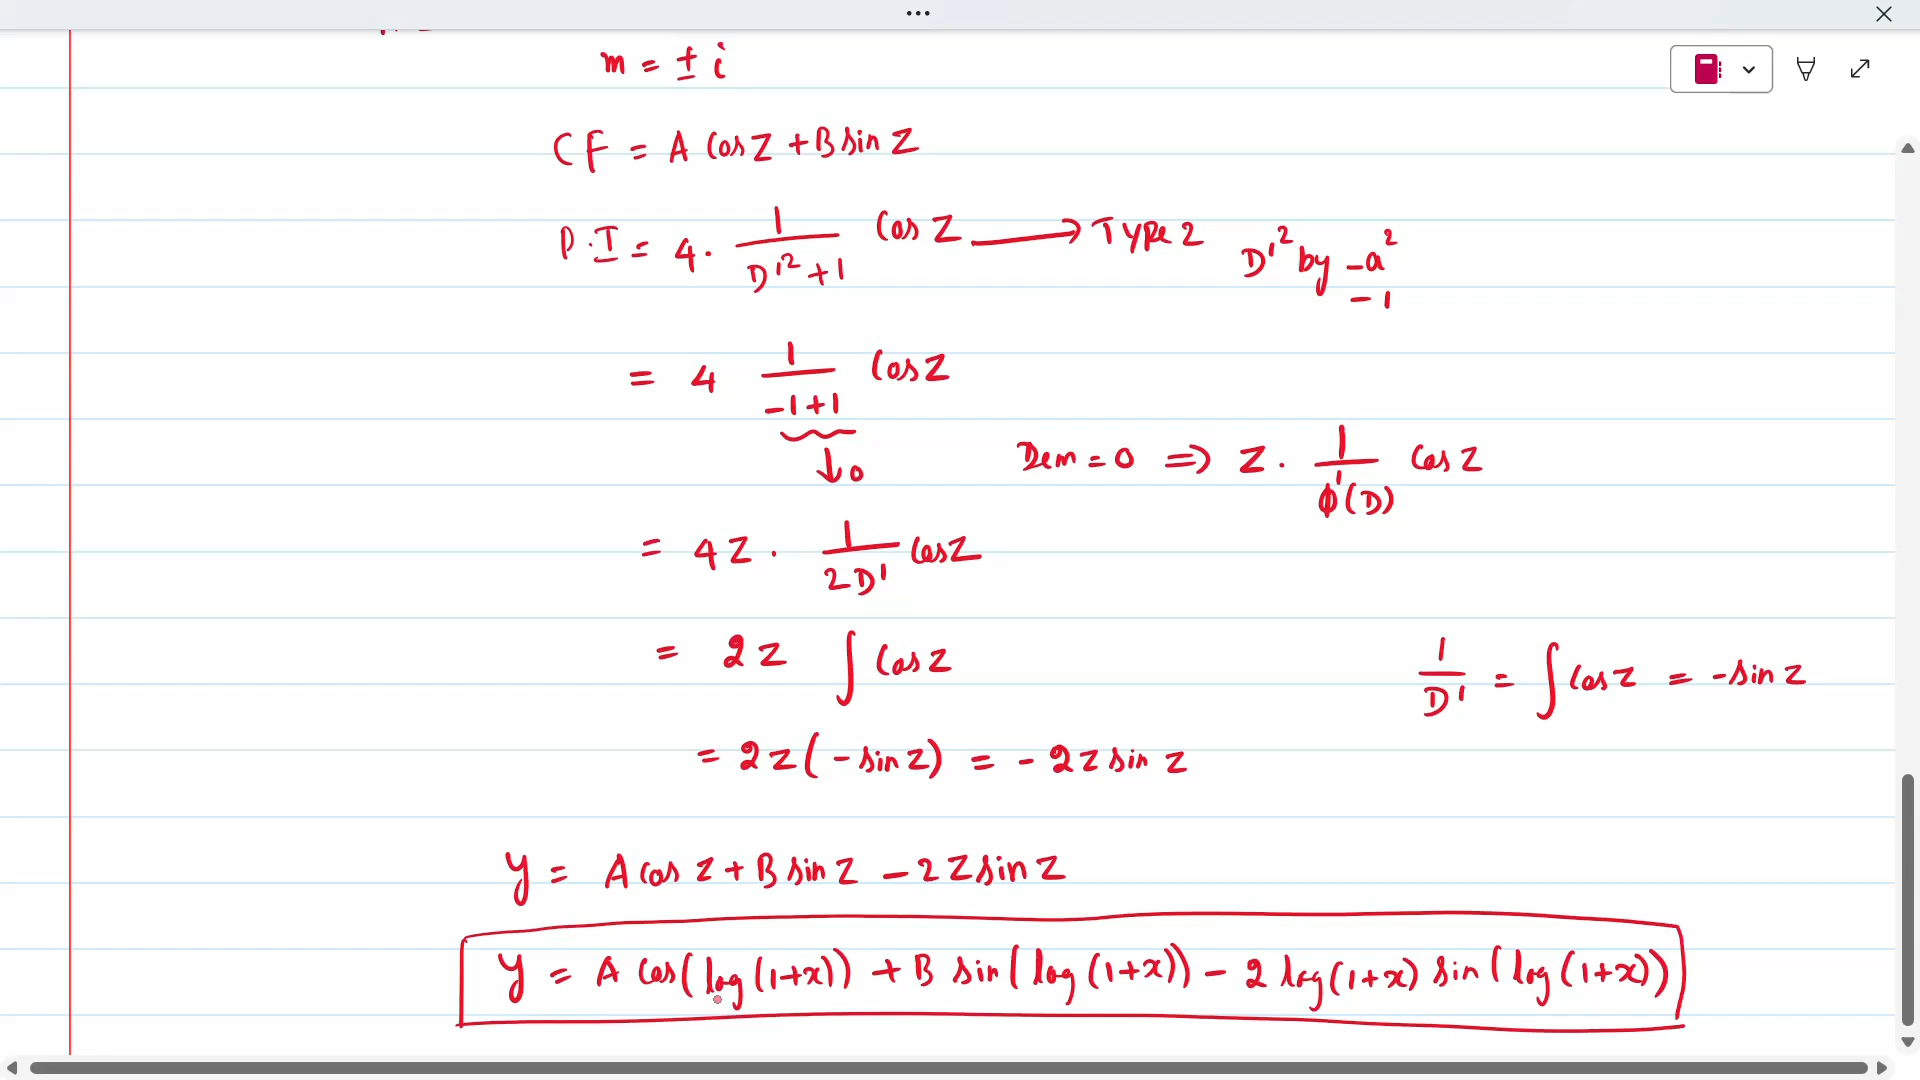 m = ± i
CF = A Cos Z + B sin Z
P.I = 4 · 1/(D'² + 1) Cos Z → Type 2 D'² by -a² -1
= 4 1/(-1+1) Cos Z
↓ 0 Dem = 0 ⇒ Z · 1/ϕ'(D) Cos Z
= 4Z · 1/2D' Cos Z
= 2Z ∫ Cos Z 1/D' = ∫ Cos Z = -sin Z
= 2Z(-sin Z) = -2Z sin Z
Y = A Cos Z + B sin Z - 2Z sin Z
Y = A Cos(log(1+x)) + B sin(log(1+x)) - 2 log(1+x) sin(log(1+x))